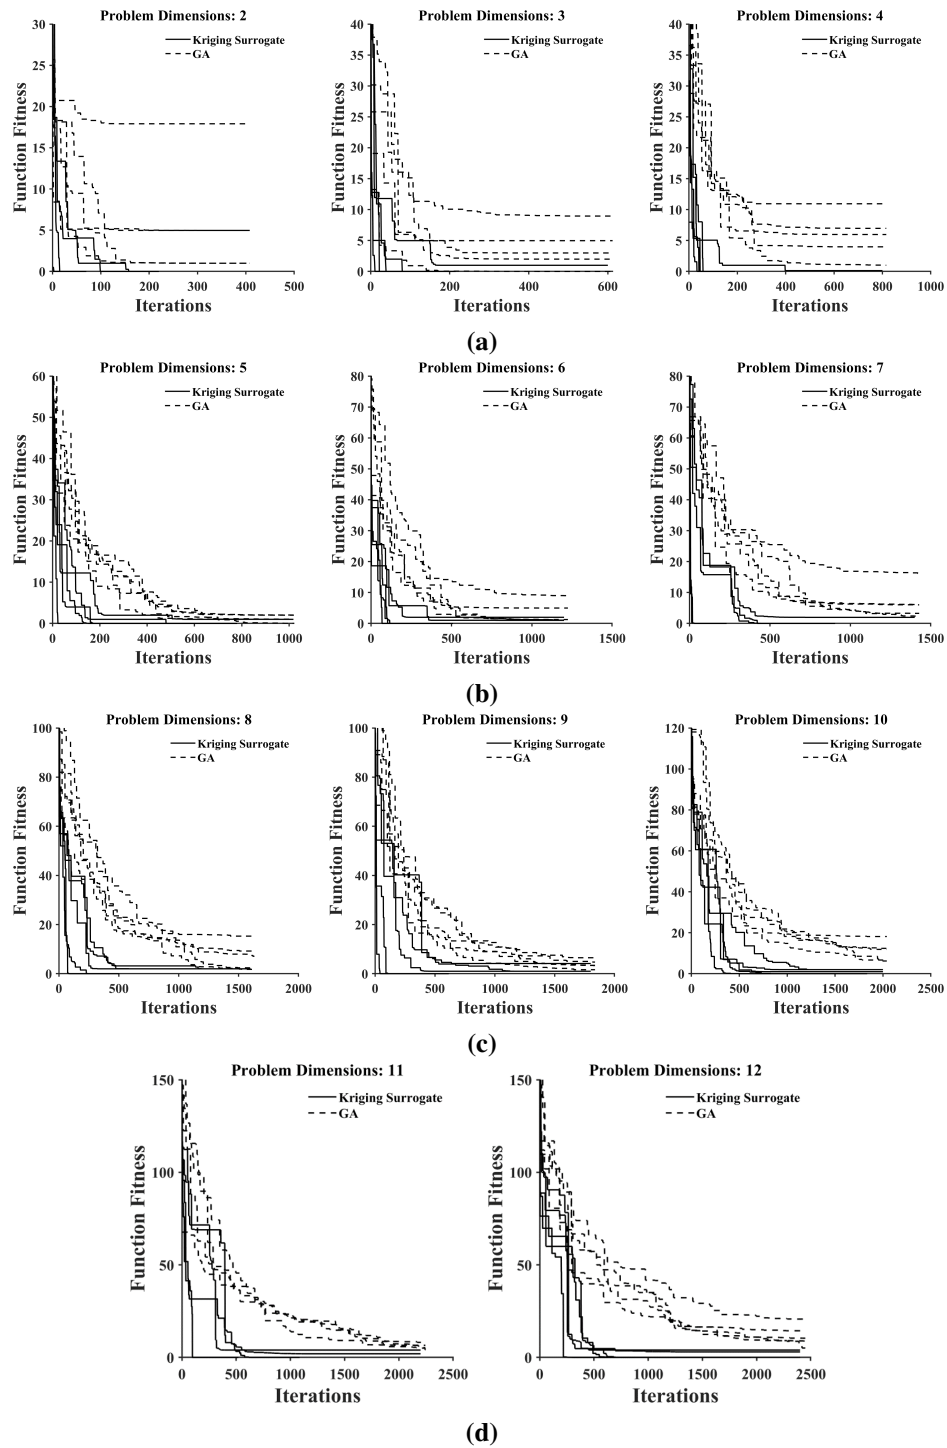 Problem Dimensions: 2
Function Fitness
30
25
20
15
10
5
0
Kriging Surrogate
GA
0 100 200 300 400 500
Iterations
Problem Dimensions: 3
Function Fitness
40
35
30
25
20
15
10
5
0
Kriging Surrogate
GA
0 200 400 600
Iterations
Problem Dimensions: 4
Function Fitness
40
35
30
25
20
15
10
5
0
Kriging Surrogate
GA
0 200 400 600 800 1000
Iterations
(a)
Problem Dimensions: 5
Function Fitness
60
50
40
30
20
10
0
Kriging Surrogate
GA
0 200 400 600 800 1000
Iterations
Problem Dimensions: 6
Function Fitness
80
70
60
50
40
30
20
10
0
Kriging Surrogate
GA
0 500 1000 1500
Iterations
Problem Dimensions: 7
Function Fitness
80
70
60
50
40
30
20
10
0
Kriging Surrogate
GA
0 500 1000 1500
Iterations
(b)
Problem Dimensions: 8
Function Fitness
100
80
60
40
20
0
Kriging Surrogate
GA
0 500 1000 1500 2000
Iterations
Problem Dimensions: 9
Function Fitness
100
80
60
40
20
0
Kriging Surrogate
GA
0 500 1000 1500 2000
Iterations
Problem Dimensions: 10
Function Fitness
120
100
80
60
40
20
0
Kriging Surrogate
GA
0 500 1000 1500 2000 2500
Iterations
(c)
Problem Dimensions: 11
Function Fitness
150
100
50
0
Kriging Surrogate
GA
0 500 1000 1500 2000 2500
Iterations
Problem Dimensions: 12
Function Fitness
150
100
50
0
Kriging Surrogate
GA
0 500 1000 1500 2000 2500
Iterations
(d)